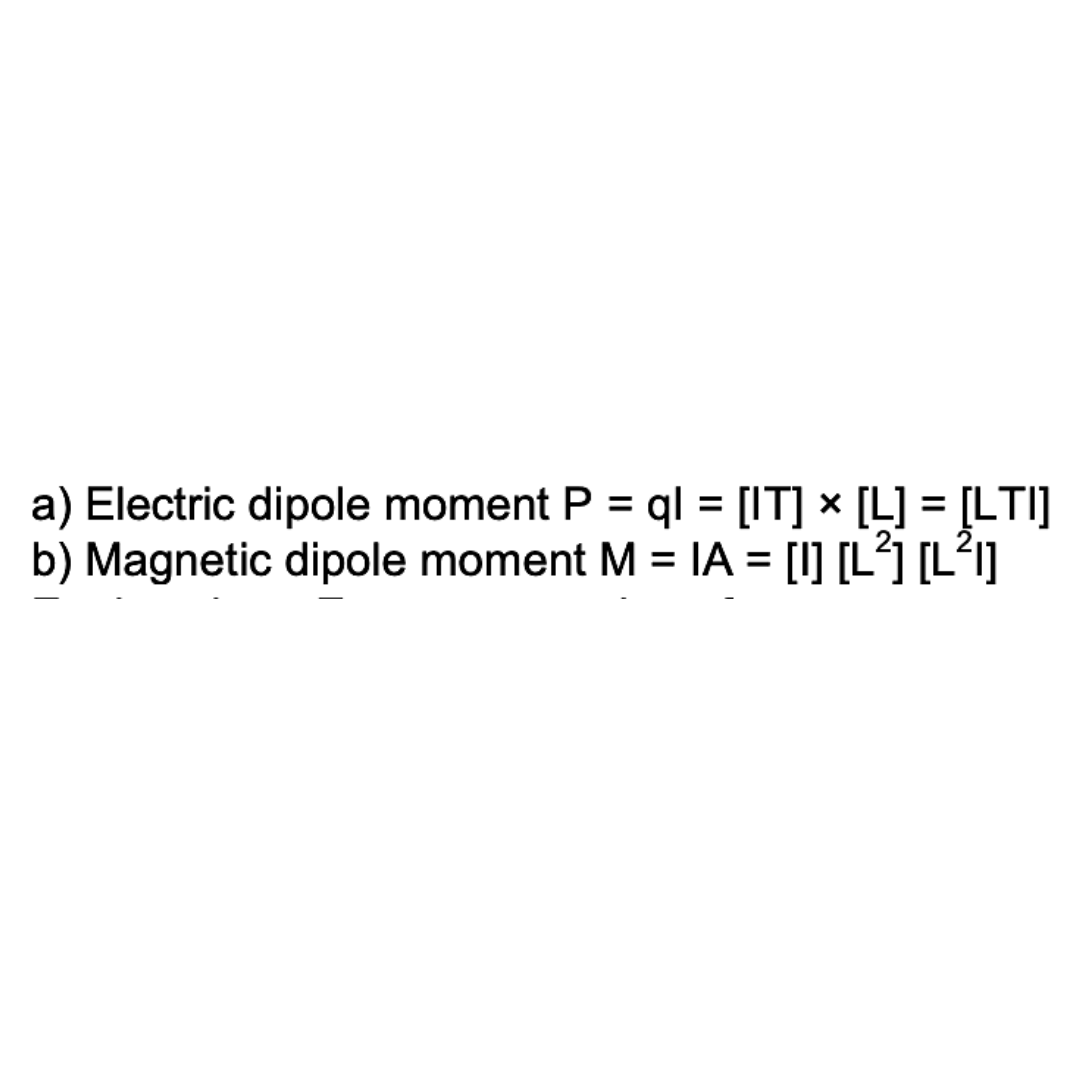 a) Electric dipole moment P = ql = [IT] × [L] = [LTI]
b) Magnetic dipole moment M = IA = [I] [L²] [L²I]